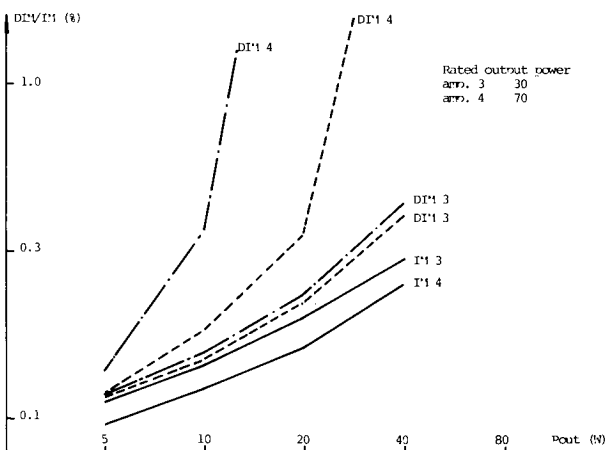 DIM/IM (%)
DIM 4
DIM 4
1.0
Rated output power
amp. 3 30
amp. 4 70
DIM 3
DIM 3
0.3
IM 3
IM 4
0.1
5 10 20 40 80 Pout (W)